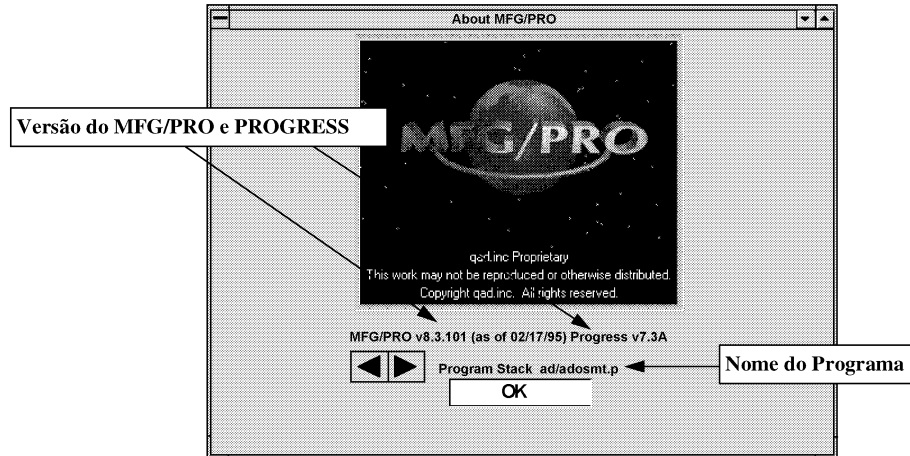 About MFG/PRO
Versão do MFG/PRO e PROGRESS
MFG/PRO
qad.inc Proprietary
This work may not be reproduced or otherwise distributed.
Copyright qad.inc. All rights reserved.
MFG/PRO v8.3.101 (as of 02/17/95) Progress v7.3A
Program Stack ad/adosmt.p
Nome do Programa
OK